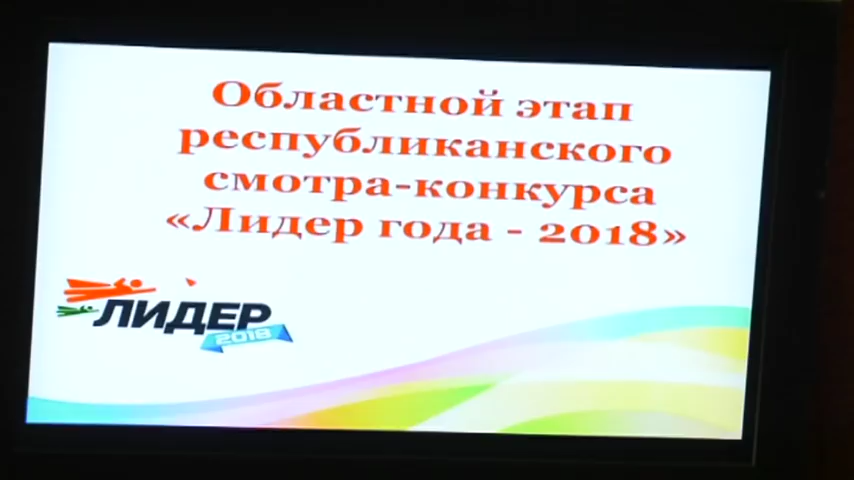 Областной этап
республиканского
смотра-конкурса
«Лидер года - 2018»
ЛИДЕР
2018